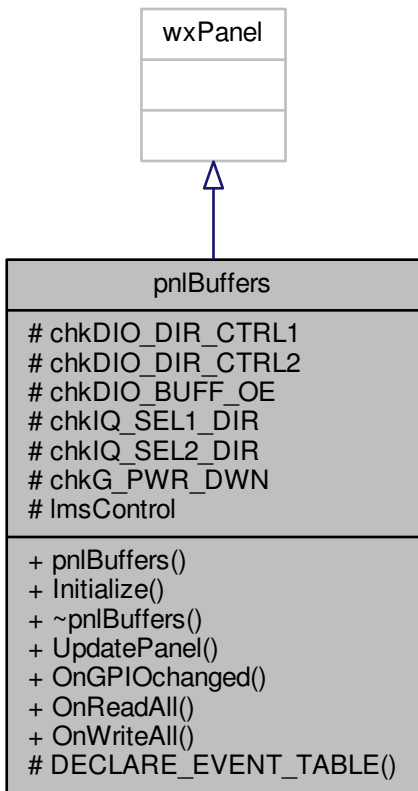 wxPanel
pnlBuffers
# chkDIO_DIR_CTRL1
# chkDIO_DIR_CTRL2
# chkDIO_BUFF_OE
# chkIQ_SEL1_DIR
# chkIQ_SEL2_DIR
# chkG_PWR_DWN
# lmsControl
+ pnlBuffers()
+ Initialize()
+ ~pnlBuffers()
+ UpdatePanel()
+ OnGPIOchanged()
+ OnReadAll()
+ OnWriteAll()
# DECLARE_EVENT_TABLE()